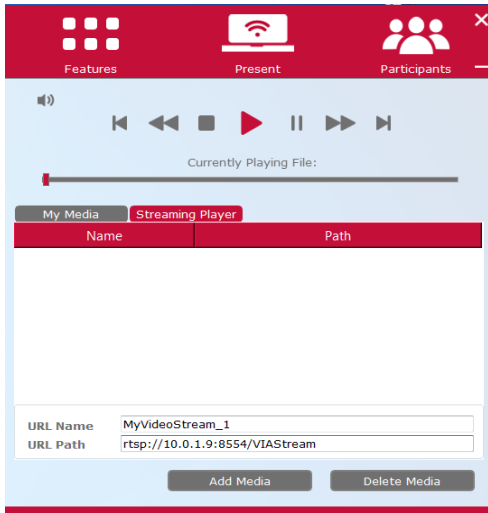 Features Present Participants
Currently Playing File:
My Media Streaming Player
Name Path
URL Name MyVideoStream_1
URL Path rtsp://10.0.1.9:8554/VIAStream
Add Media Delete Media